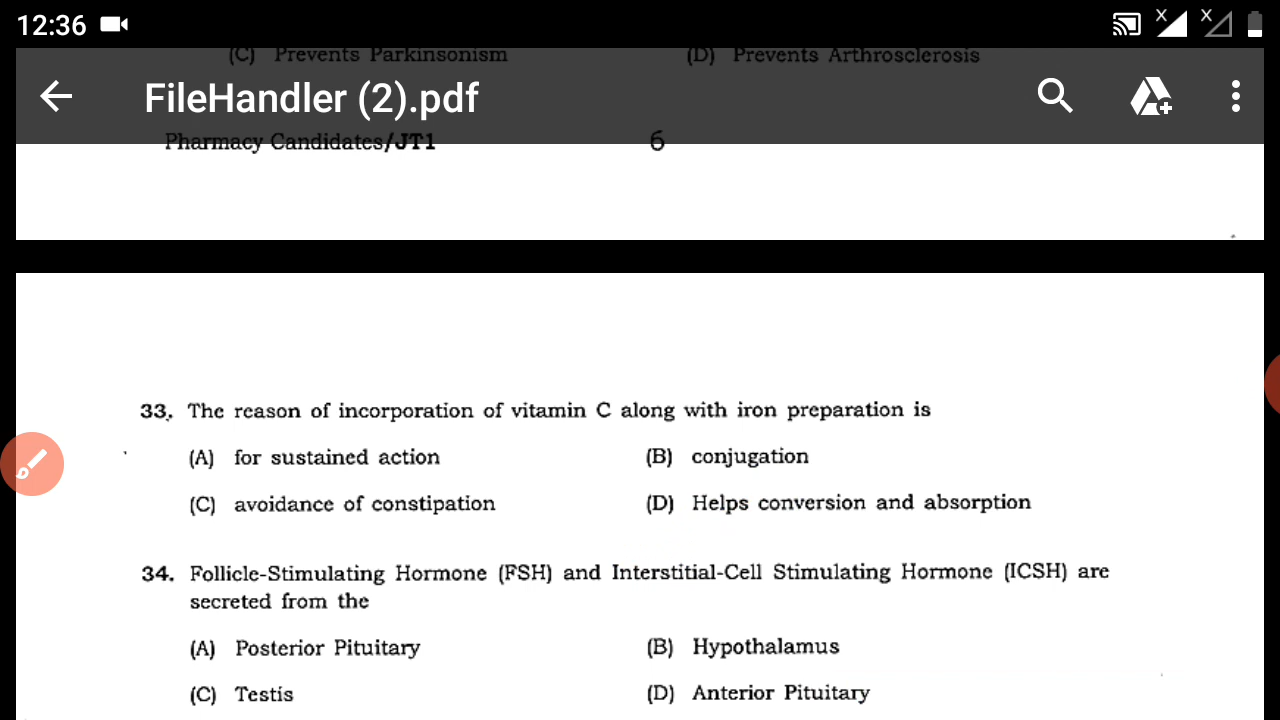 12:36
(C) Prevents Parkinsonism (D) Prevents Arthrosclerosis
FileHandler (2).pdf
Pharmacy Candidates/JT1 6
33. The reason of incorporation of vitamin C along with iron preparation is
(A) for sustained action (B) conjugation
(C) avoidance of constipation (D) Helps conversion and absorption
34. Follicle-Stimulating Hormone (FSH) and Interstitial-Cell Stimulating Hormone (ICSH) are
secreted from the
(A) Posterior Pituitary (B) Hypothalamus
(C) Testis (D) Anterior Pituitary